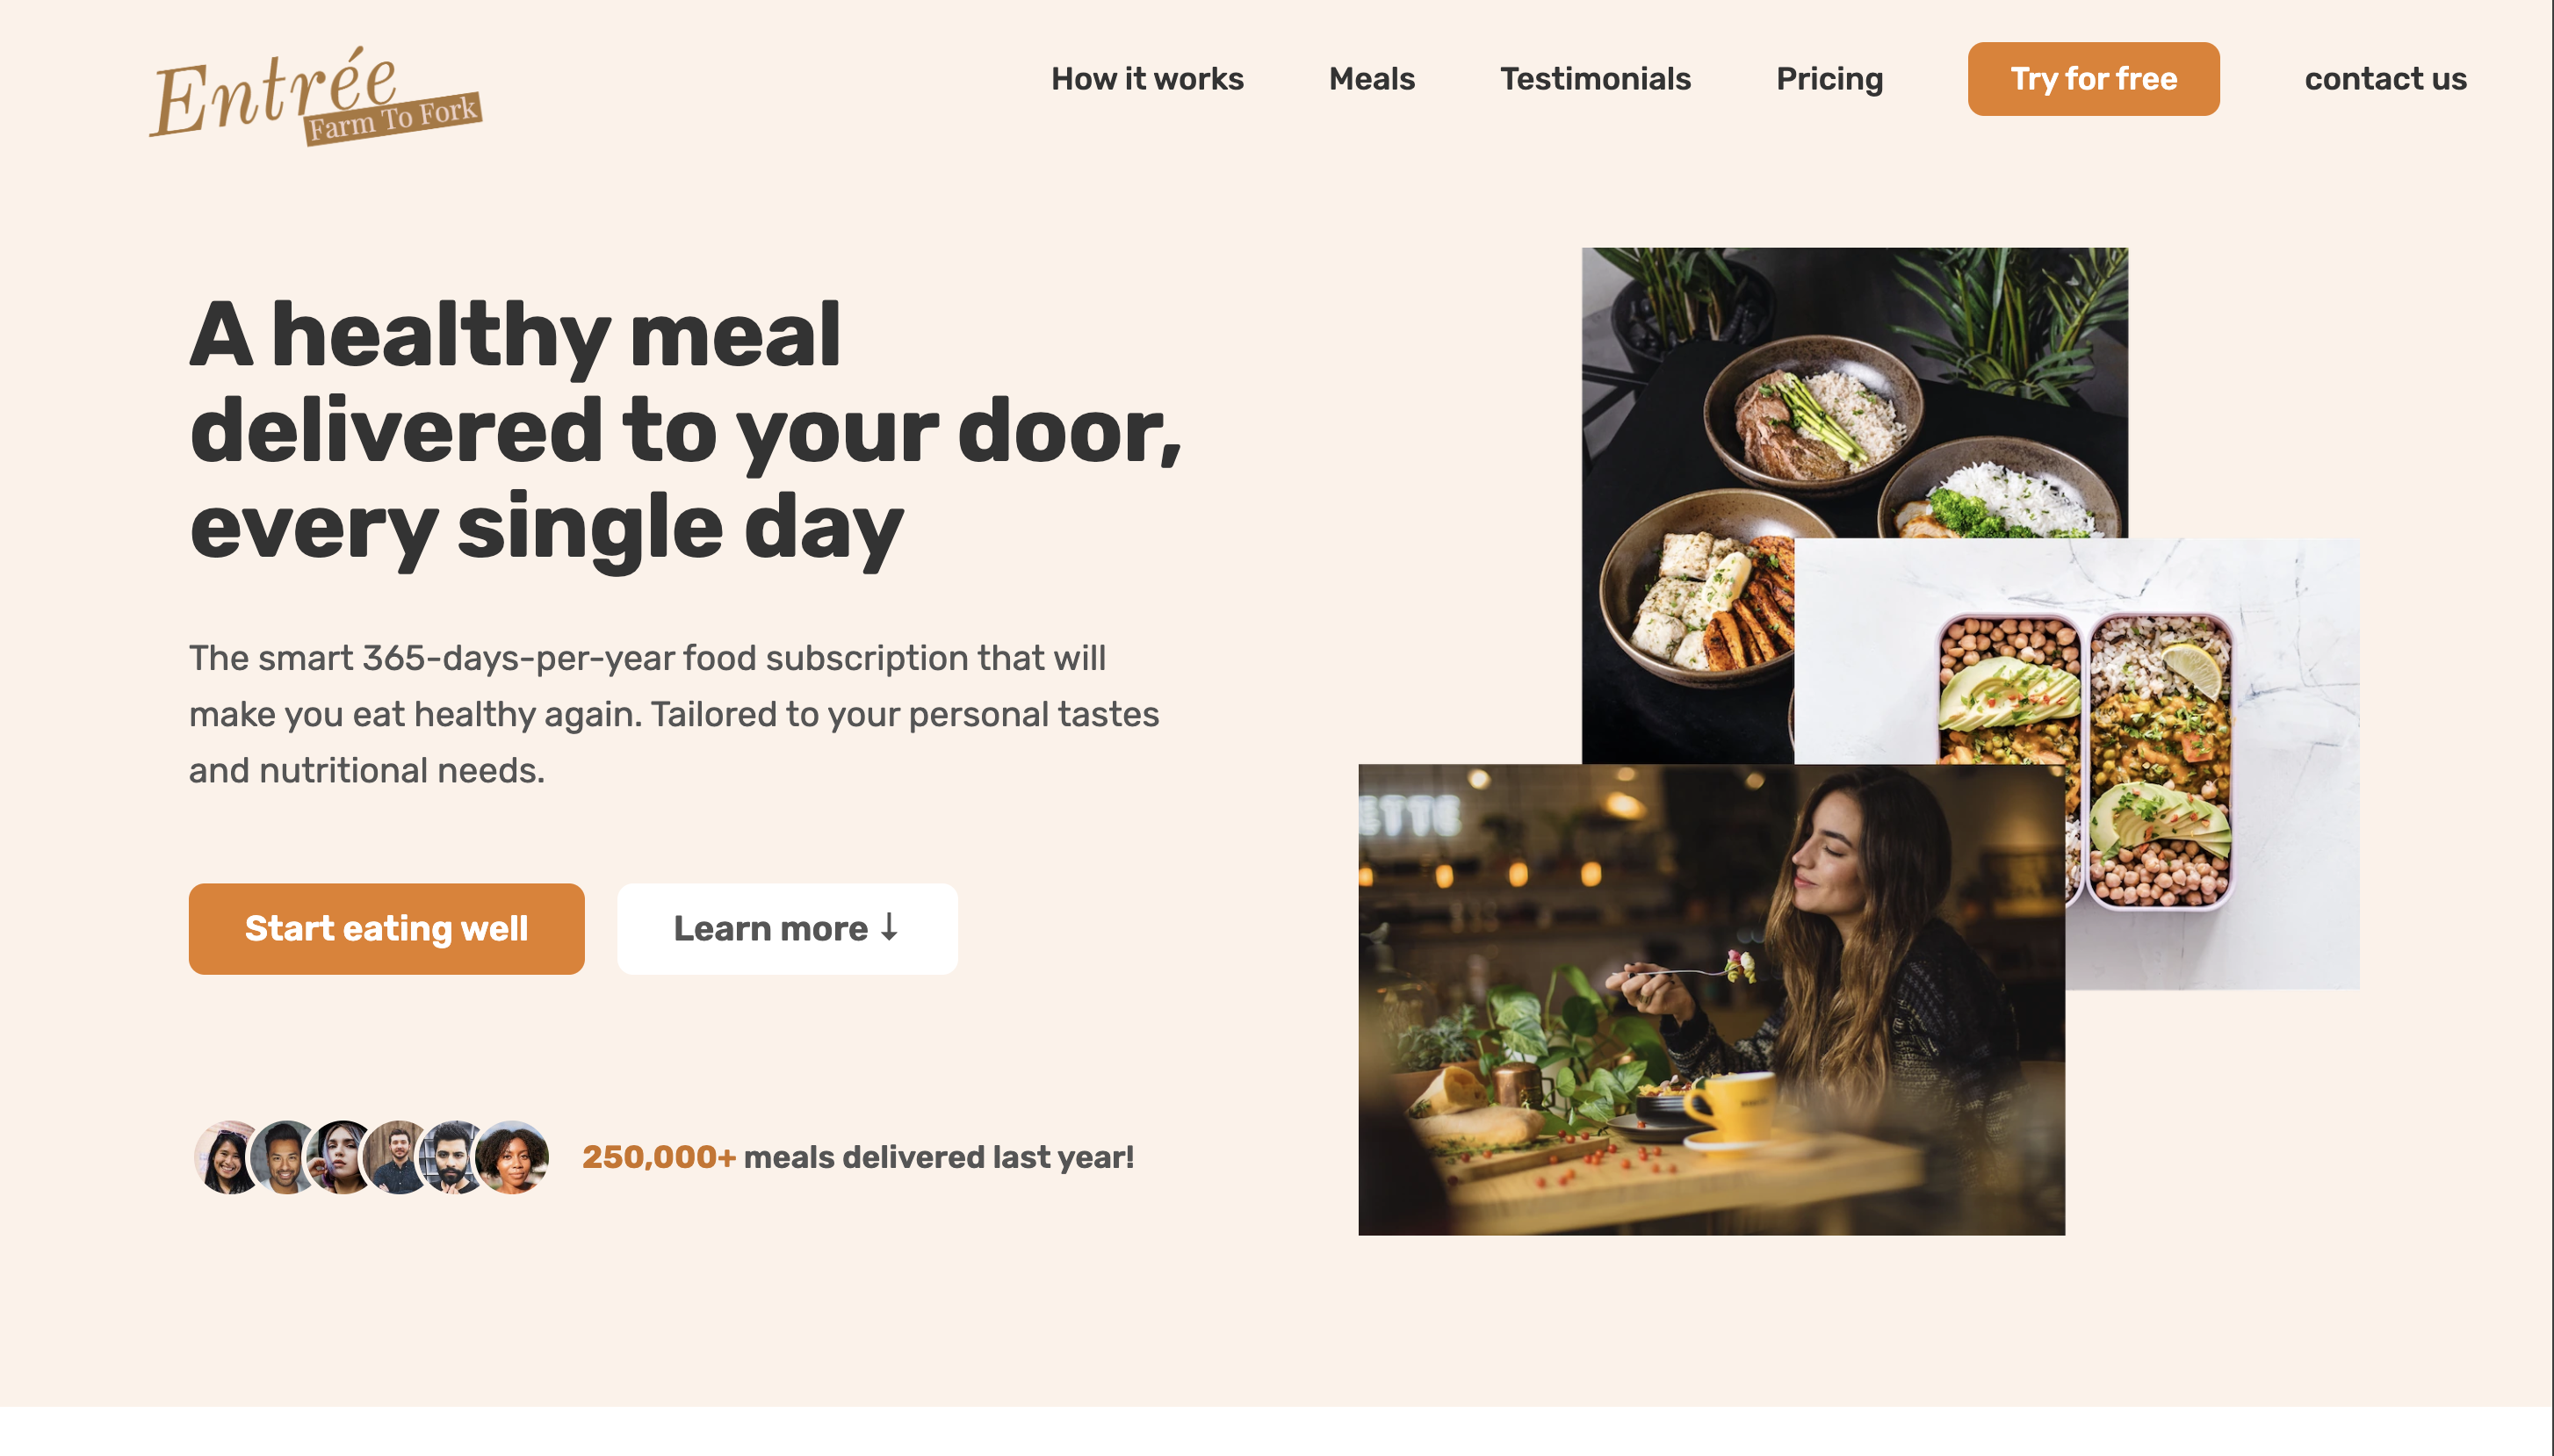 Entrée
Farm To Fork
How it works
Meals
Testimonials
Pricing
Try for free
contact us
A healthy meal
delivered to your door,
every single day
The smart 365-days-per-year food subscription that will
make you eat healthy again. Tailored to your personal tastes
and nutritional needs.
Start eating well
Learn more ↓
250,000+ meals delivered last year!
ETTE